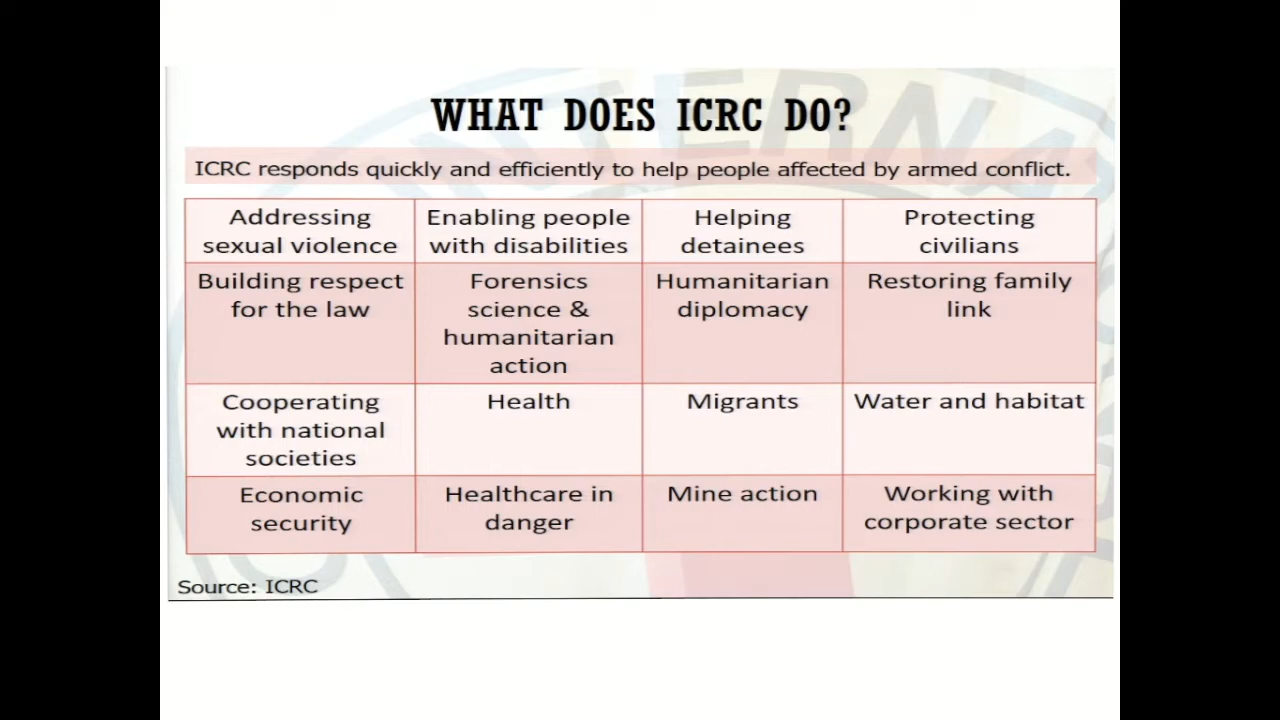 WHAT DOES ICRC DO?
ICRC responds quickly and efficiently to help people affected by armed conflict.
Addressing
sexual violence
Enabling people
with disabilities
Helping
detainees
Protecting
civilians
Building respect
for the law
Forensics
science &
humanitarian
action
Humanitarian
diplomacy
Restoring family
link
Cooperating
with national
societies
Health
Migrants
Water and habitat
Economic
security
Healthcare in
danger
Mine action
Working with
corporate sector
Source: ICRC